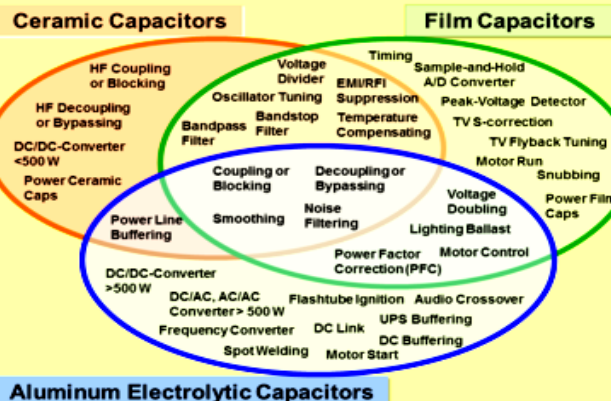 Ceramic Capacitors
Film Capacitors
HF Coupling
or Blocking
HF Decoupling
or Bypassing
DC/DC-Converter
<500 W
Power Ceramic
Caps
Voltage
Divider
Oscillator Tuning
EMI/RFI
Suppression
Bandpass
Filter
Bandstop
Filter
Temperature
Compensating
Timing
Sample-and-Hold
A/D Converter
Peak-Voltage Detector
TV S-correction
TV Flyback Tuning
Motor Run
Snubbing
Power Film
Caps
Coupling or
Blocking
Decoupling or
Bypassing
Smoothing
Noise
Filtering
Power Line
Buffering
Voltage
Doubling
Lighting Ballast
Power Factor
Correction (PFC)
Motor Control
DC/DC-Converter
>500 W
DC/AC, AC/AC
Converter > 500 W
Flashtube Ignition
Audio Crossover
Frequency Converter
DC Link
UPS Buffering
DC Buffering
Spot Welding
Motor Start
Aluminum Electrolytic Capacitors